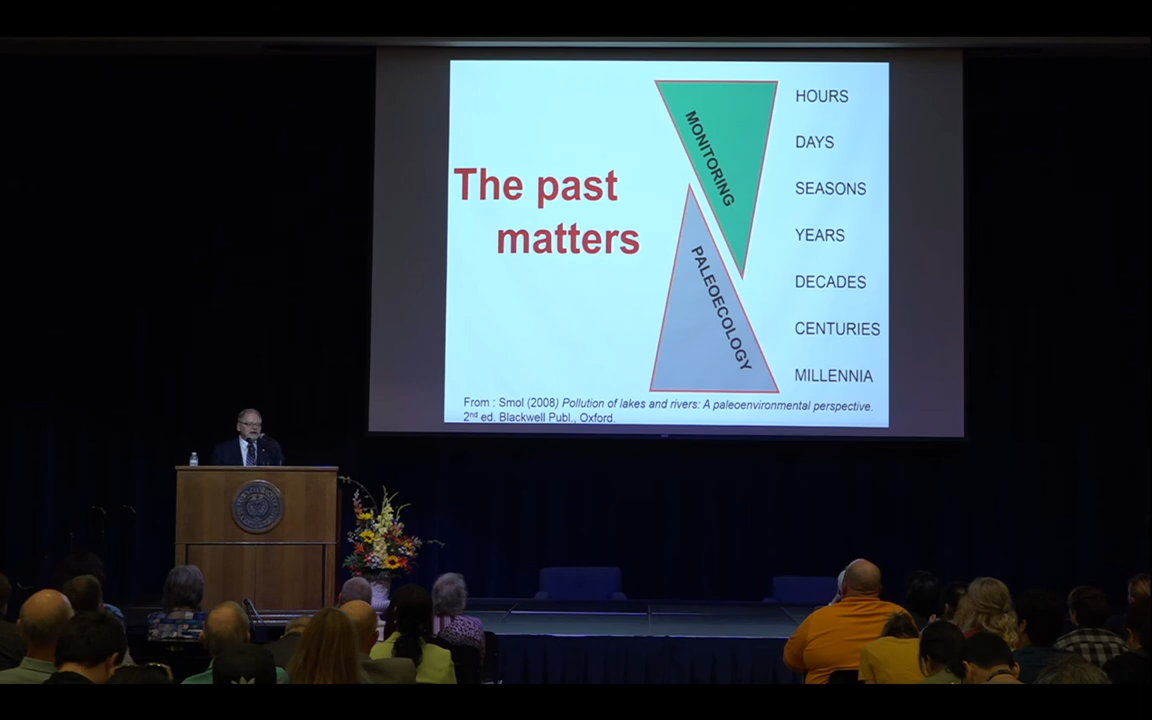 The past
matters
MONITORING
PALEOECOLOGY
HOURS
DAYS
SEASONS
YEARS
DECADES
CENTURIES
MILLENNIA
From : Smol (2008) Pollution of lakes and rivers: A paleoenvironmental perspective.
2nd ed. Blackwell Publ., Oxford.